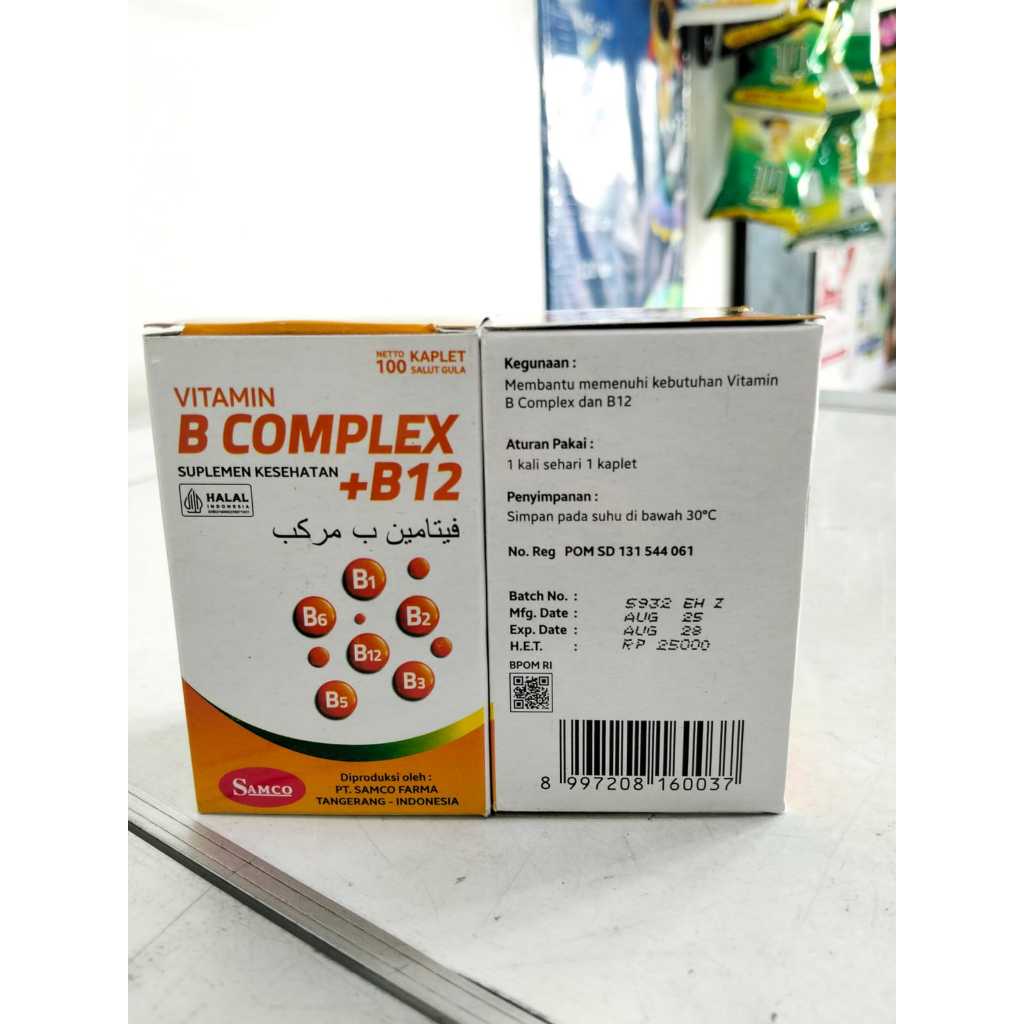 NETTO 100 KAPLET
SALUT GULA
VITAMIN
B COMPLEX
SUPLEMEN KESEHATAN +B12
HALAL
INDONESIA
فيتامين ب مركب
B1
B6
B2
B12
B3
B5
SAMCO
Diproduksi oleh :
PT. SAMCO FARMA
TANGERANG - INDONESIA
Kegunaan :
Membantu memenuhi kebutuhan Vitamin
B Complex dan B12
Aturan Pakai :
1 kali sehari 1 kaplet
Penyimpanan :
Simpan pada suhu di bawah 30°C
No. Reg POM SD 131 544 061
Batch No. : S932 EH Z
Mfg. Date : AUG 25
Exp. Date : AUG 28
H.E.T. : RP 25000
BPOM RI
8 997208 160037